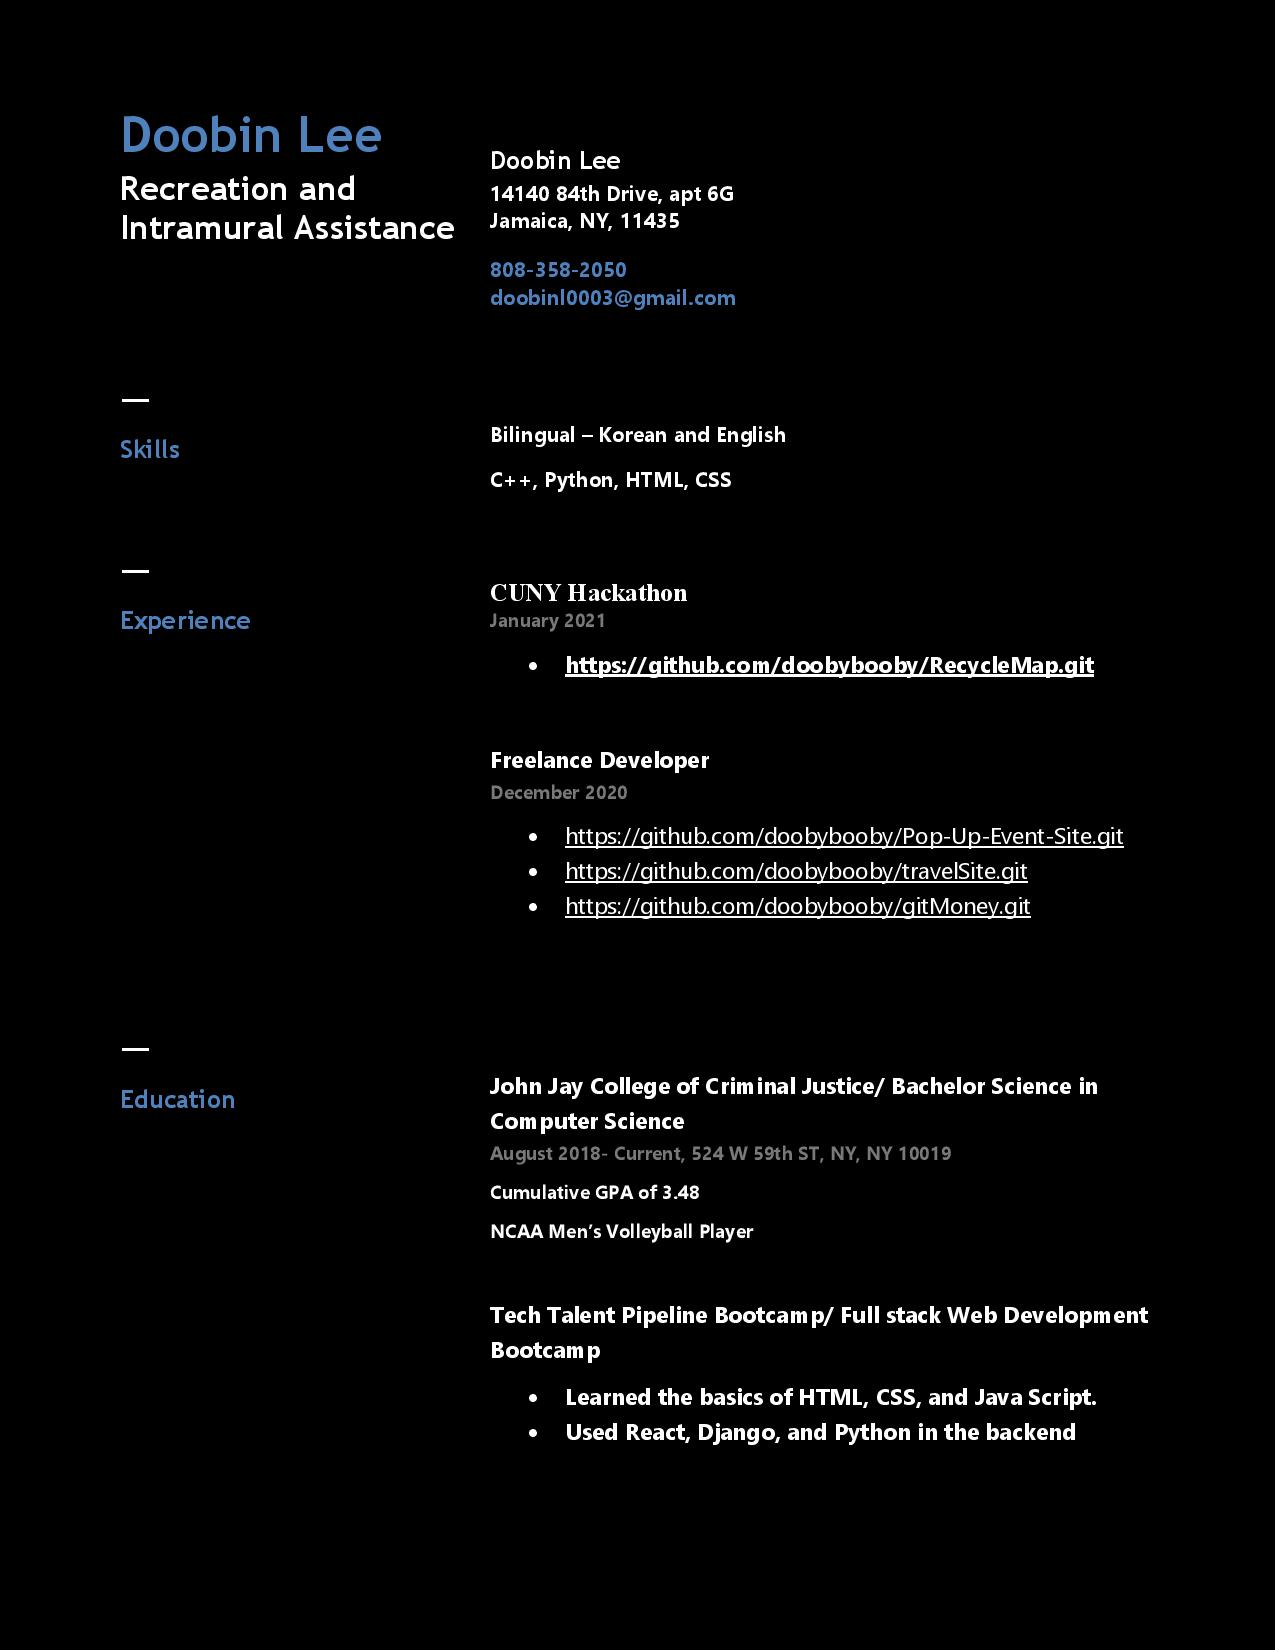 Doobin Lee
Recreation and
Intramural Assistance
Doobin Lee
14140 84th Drive, apt 6G
Jamaica, NY, 11435
808-358-2050
doobinl0003@gmail.com
Skills
Bilingual – Korean and English
C++, Python, HTML, CSS
Experience
CUNY Hackathon
January 2021
• https://github.com/doobybooby/RecycleMap.git
Freelance Developer
December 2020
• https://github.com/doobybooby/Pop-Up-Event-Site.git
• https://github.com/doobybooby/travelSite.git
• https://github.com/doobybooby/gitMoney.git
Education
John Jay College of Criminal Justice/ Bachelor Science in
Computer Science
August 2018- Current, 524 W 59th ST, NY, NY 10019
Cumulative GPA of 3.48
NCAA Men’s Volleyball Player
Tech Talent Pipeline Bootcamp/ Full stack Web Development
Bootcamp
• Learned the basics of HTML, CSS, and Java Script.
• Used React, Django, and Python in the backend